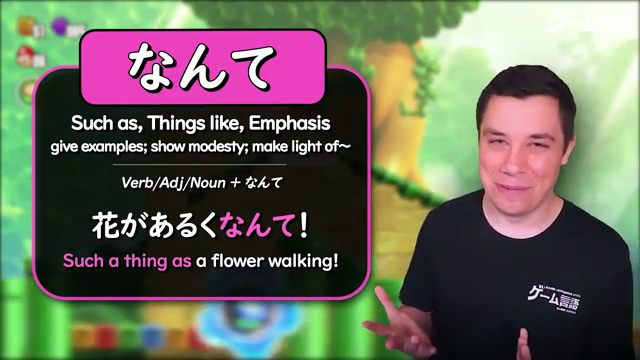 なんて
Such as, Things like, Emphasis
give examples; show modesty; make light of～
Verb/Adj/Noun + なんて
花があるくなんて！
Such a thing as a flower walking!
ゲーム言語